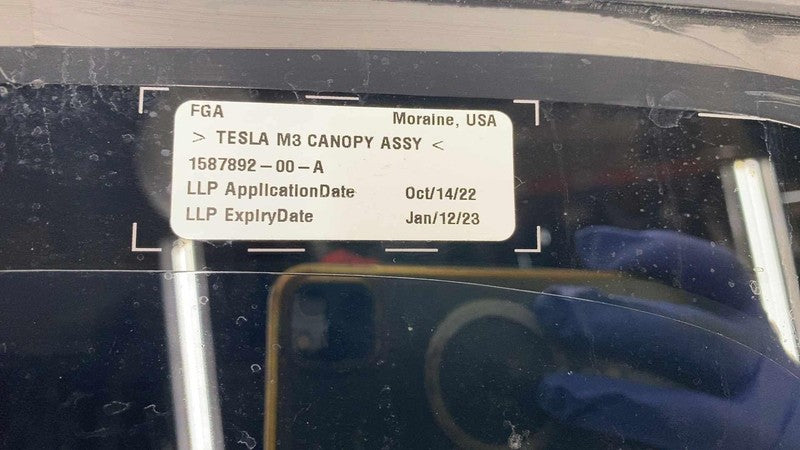 FGA Moraine, USA
> TESLA M3 CANOPY ASSY <
1587892-00-A
LLP ApplicationDate Oct/14/22
LLP ExpiryDate Jan/12/23